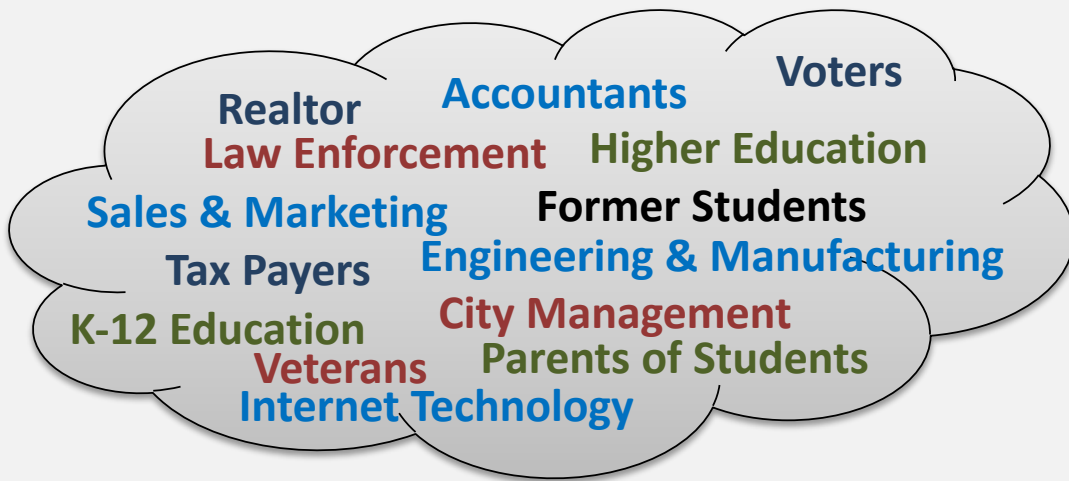 Voters
Accountants
Realtor
Law Enforcement
Higher Education
Sales & Marketing
Former Students
Engineering & Manufacturing
Tax Payers
City Management
K-12 Education
Parents of Students
Veterans
Internet Technology